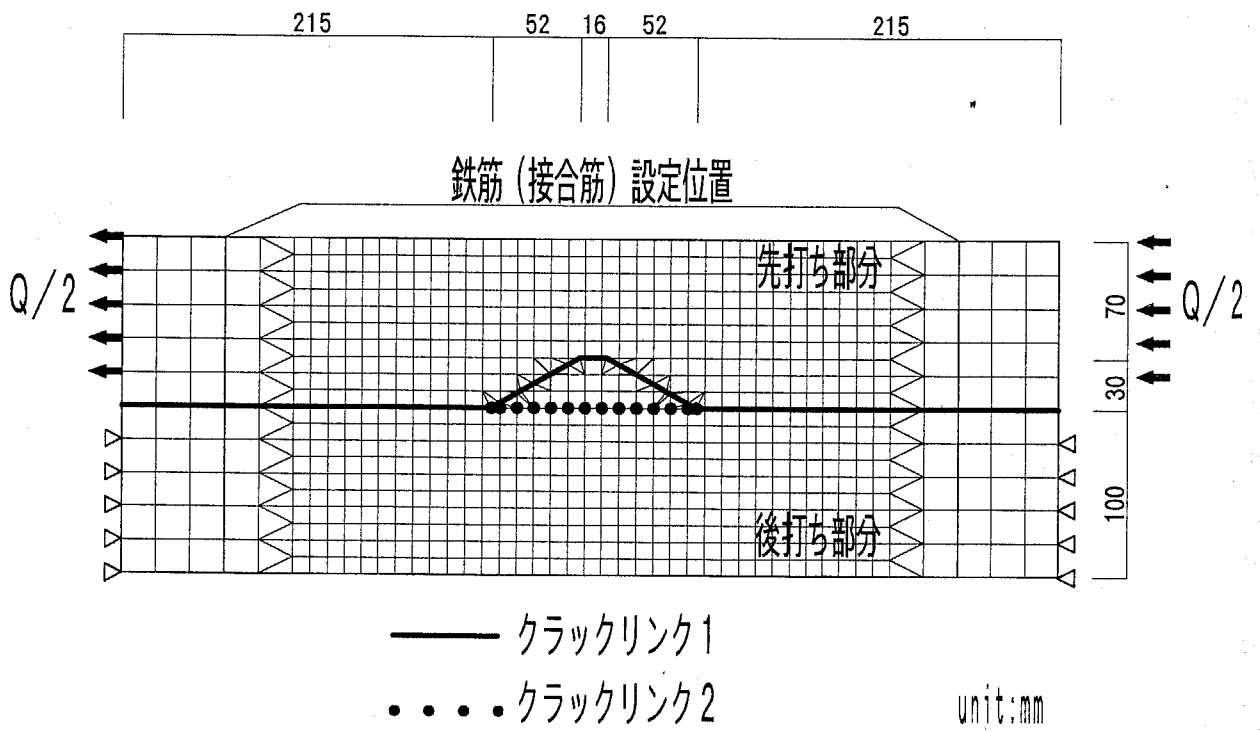 215 52 16 52 215
鉄筋(接合筋)設定位置
先打ち部分
Q/2
Q/2
70
30
100
後打ち部分
クラックリンク1
クラックリンク2
unit:mm